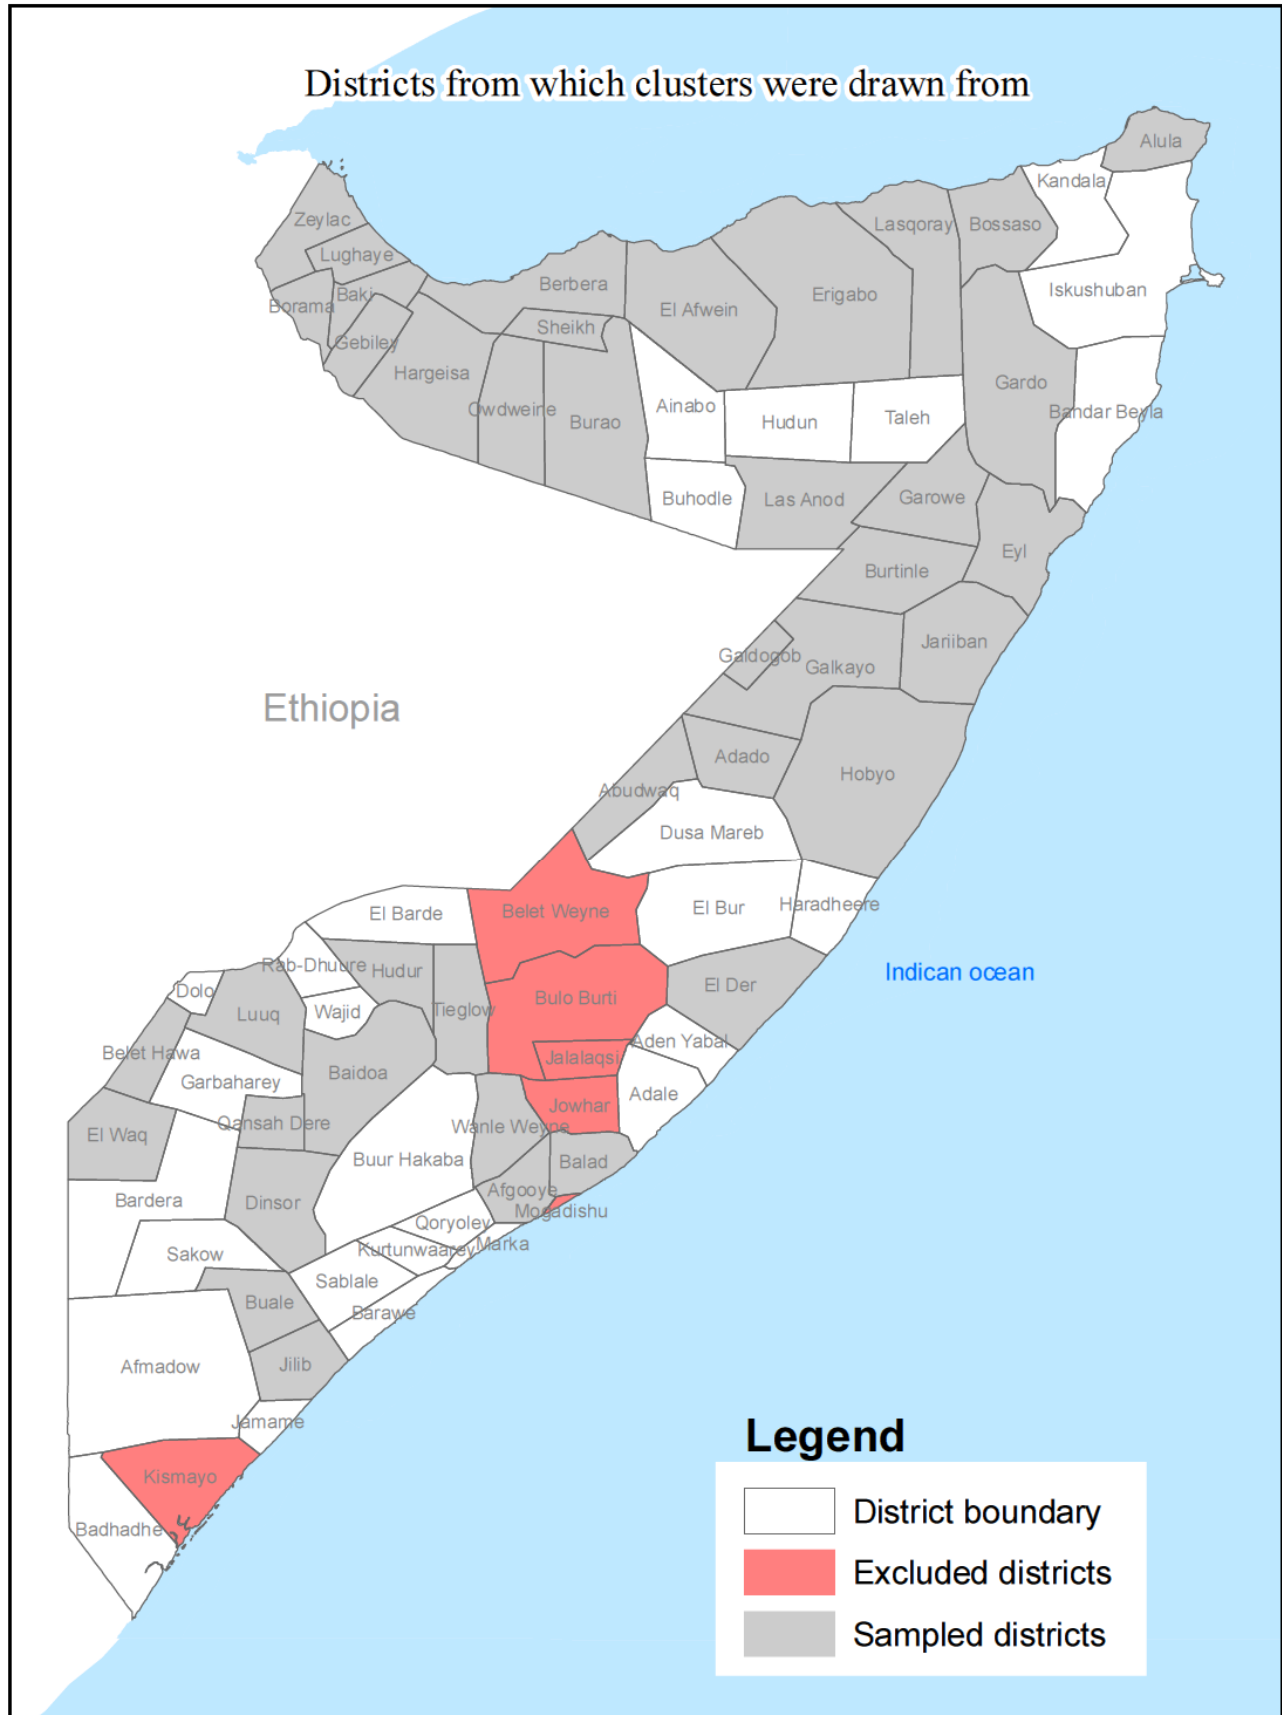 Districts from which clusters were drawn from
Alula
Kandala
Zeylac
Lasqoray
Bossaso
Lughaye
Berbera
Iskushuban
Baki
Erigabo
Borama
El Afwein
Sheikh
Gebiley
Hargeisa
Gardo
Owdweine
Ainabo
Bandar Beyla
Burao
Hudun
Taleh
Buhodle
Las Anod
Garowe
Eyl
Burtinle
Jariiban
Galdogob
Galkayo
Ethiopia
Adado
Hobyo
Abudwaq
Dusa Mareb
El Barde
Belet Weyne
El Bur
Haradheere
Rab-Dhuure
Hudur
Indican ocean
El Der
Dolo
Bulo Burti
Luuq
Wajid
Tieglow
Aden Yabal
Belet Hawa
Jalalaqsi
Garbaharey
Baidoa
Adale
Jowhar
Qansah Dere
Wanle Weyne
El Waq
Buur Hakaba
Balad
Afgooye
Bardera
Dinsor
Mogadishu
Qoryoley
Marka
Sakow
Kurtunwaarey
Sablale
Buale
Barawe
Afmadow
Jilib
Jamame
Kismayo
Badhadhe
Legend
District boundary
Excluded districts
Sampled districts